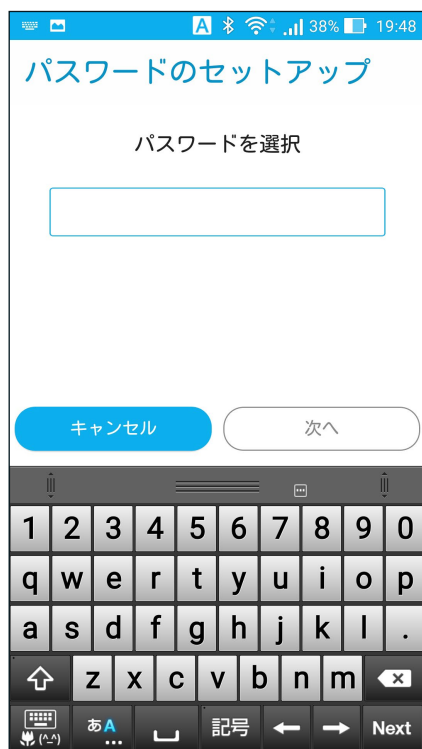 A 38% 19:48
パスワードのセットアップ
パスワードを選択
キャンセル 次へ
1 2 3 4 5 6 7 8 9 0
q w e r t y u i o p
a s d f g h j k l .
z x c v b n m
(^_^) あA... 記号 ← → Next